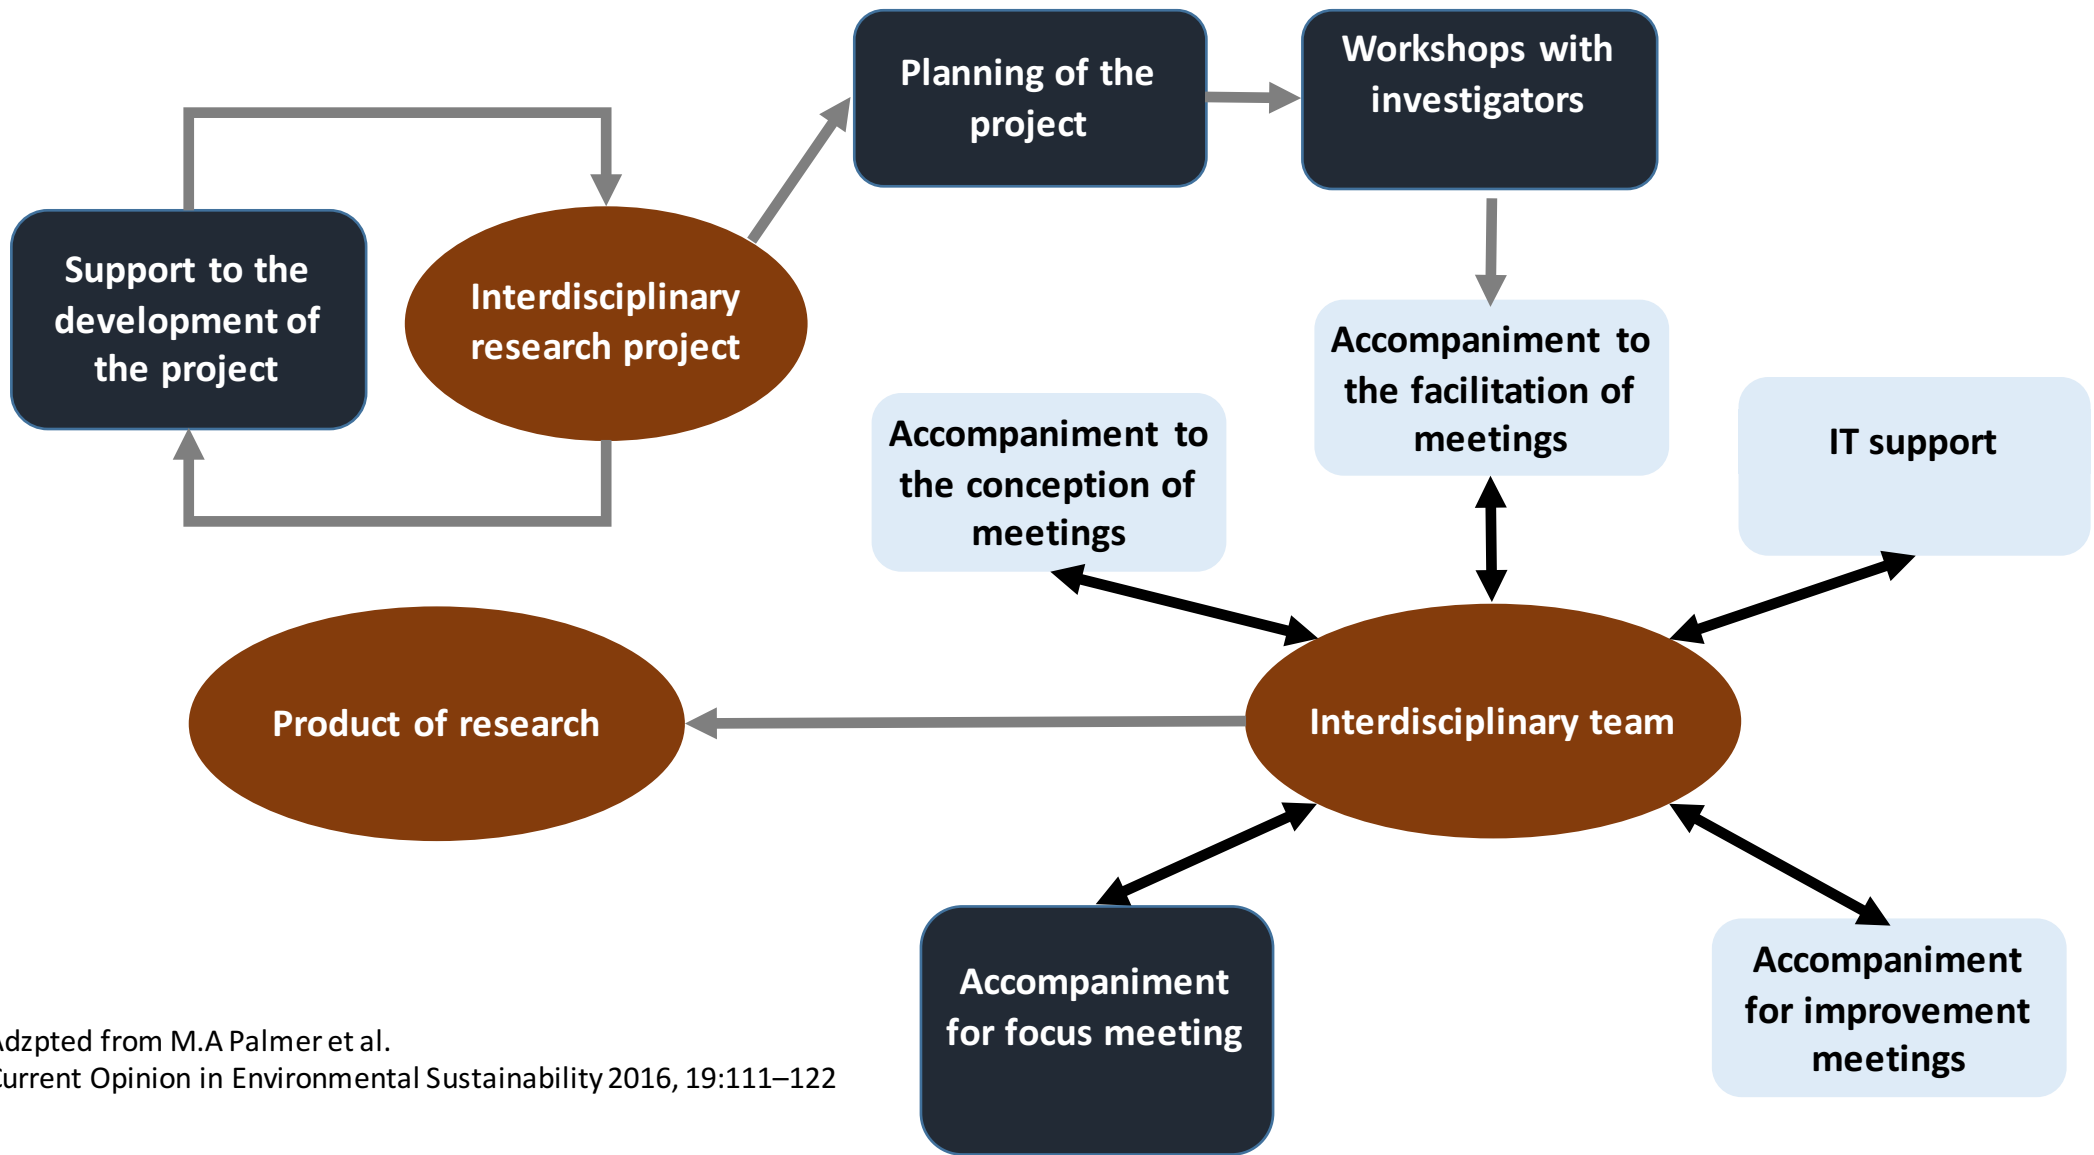 Planning of the
project
Workshops with
investigators
Support to the
development of
the project
Interdisciplinary
research project
Accompaniment to
the facilitation of
meetings
Accompaniment to
the conception of
meetings
IT support
Product of research
Interdisciplinary team
Accompaniment
for focus meeting
Accompaniment
for improvement
meetings
Adzpted from M.A Palmer et al.
Current Opinion in Environmental Sustainability 2016, 19:111–122